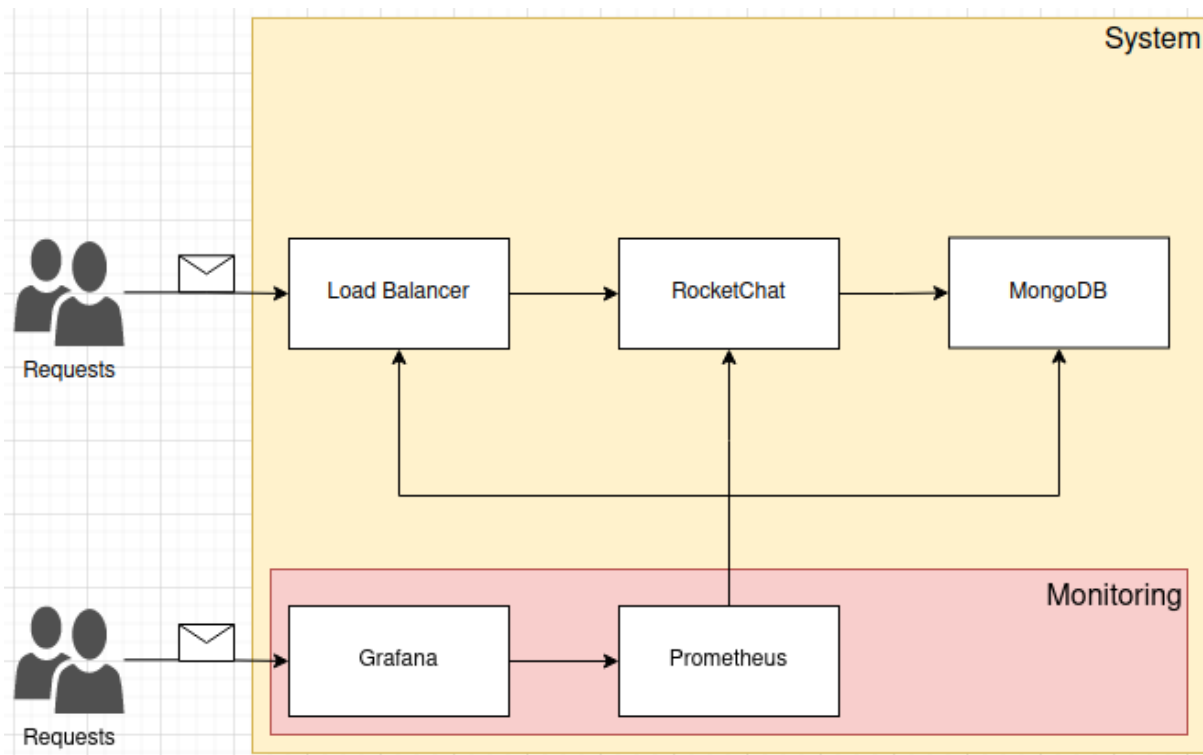 System
Load Balancer
RocketChat
MongoDB
Requests
Monitoring
Grafana
Prometheus
Requests